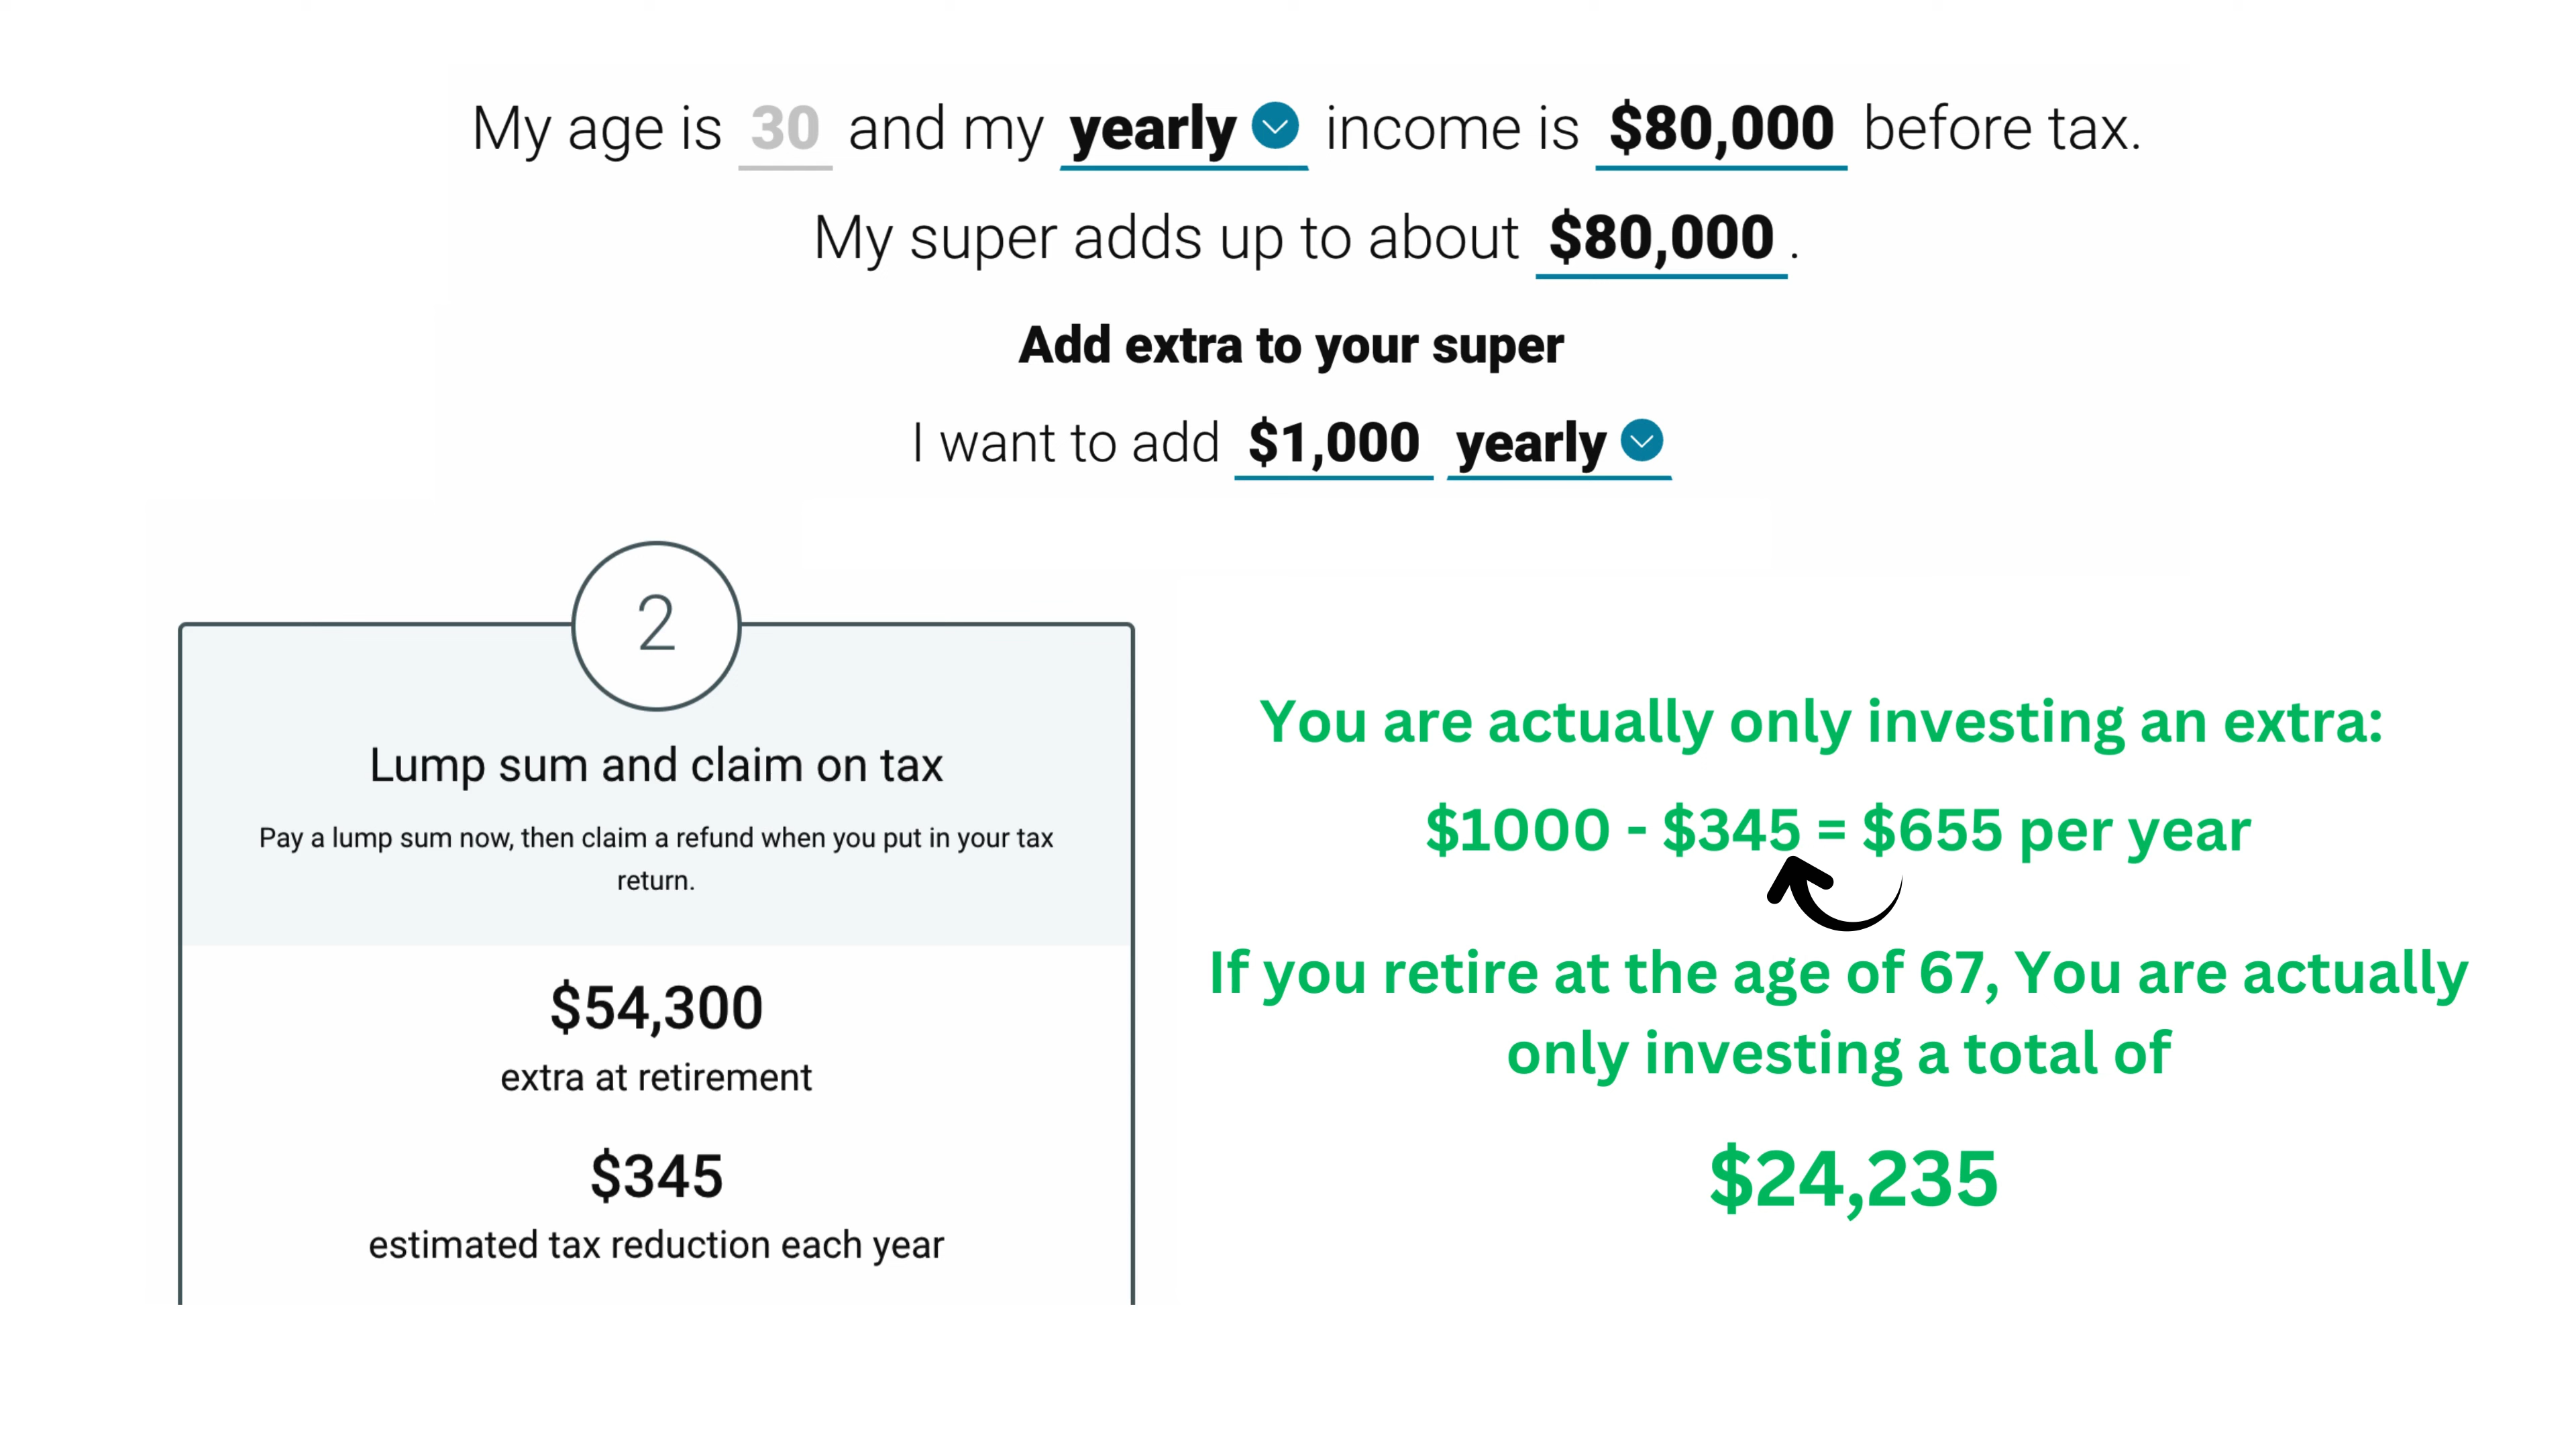 My age is 30 and my yearly income is $80,000 before tax.
My super adds up to about $80,000.
Add extra to your super
I want to add $1,000 yearly
2
Lump sum and claim on tax
Pay a lump sum now, then claim a refund when you put in your tax
return.
$54,300
extra at retirement
$345
estimated tax reduction each year
You are actually only investing an extra:
$1000 - $345 = $655 per year
If you retire at the age of 67, You are actually
only investing a total of
$24,235